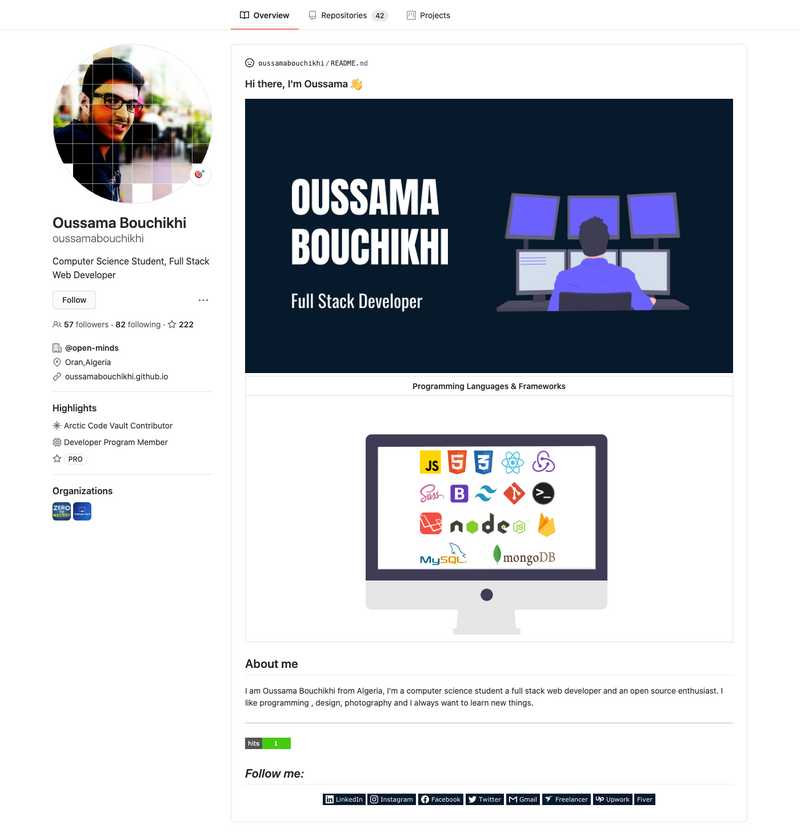 Overview Repositories 42 Projects
oussamabouchikhi/README.md
Hi there, I'm Oussama 👋
OUSSAMA
BOUCHIKHI
Full Stack Developer
Oussama Bouchikhi
oussamabouchikhi
Computer Science Student, Full Stack
Web Developer
Follow
57 followers · 82 following · 222
@open-minds
Oran,Algeria
oussamabouchikhi.github.io
Highlights
Arctic Code Vault Contributor
Developer Program Member
PRO
Organizations
ZERO
Programming Languages & Frameworks
JS 5 3
Sass B
node JS
MySQL mongoDB
About me
I am Oussama Bouchikhi from Algeria, I'm a computer science student a full stack web developer and an open source enthusiast. I
like programming , design, photography and I always want to learn new things.
hits 1
Follow me:
LinkedIn Instagram Facebook Twitter Gmail Freelancer Upwork Fiver